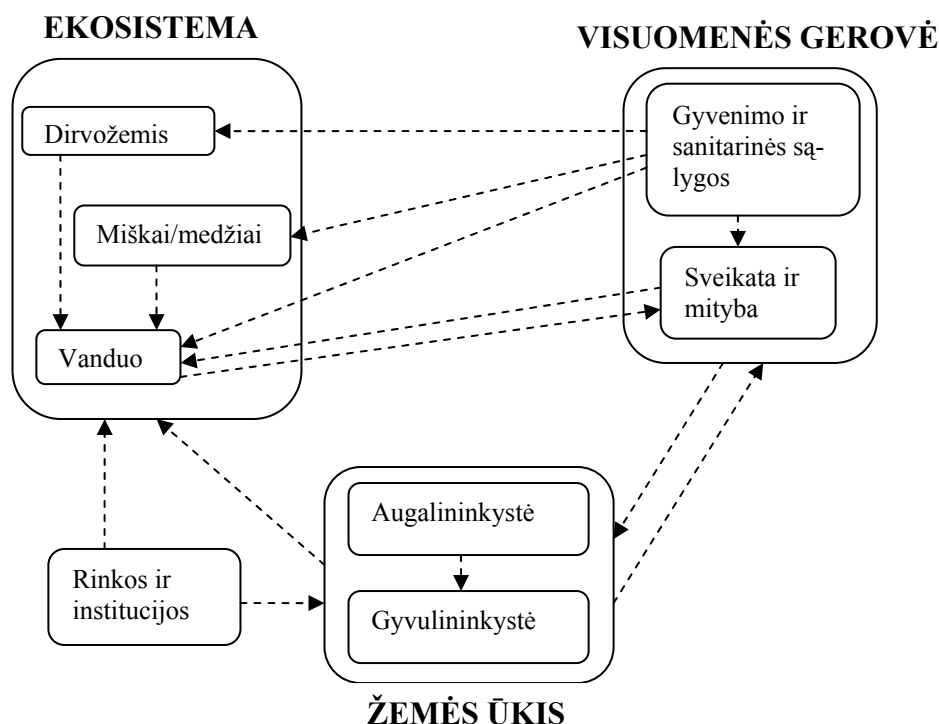 EKOSISTEMA
VISUOMENĖS GEROVĖ
Dirvožemis
Gyvenimo ir
sanitarinės są-
lygos
Miškai/medžiai
Sveikata ir
mityba
Vanduo
Augalininkystė
Rinkos ir
institucijos
Gyvulininkystė
ŽEMĖS ŪKIS